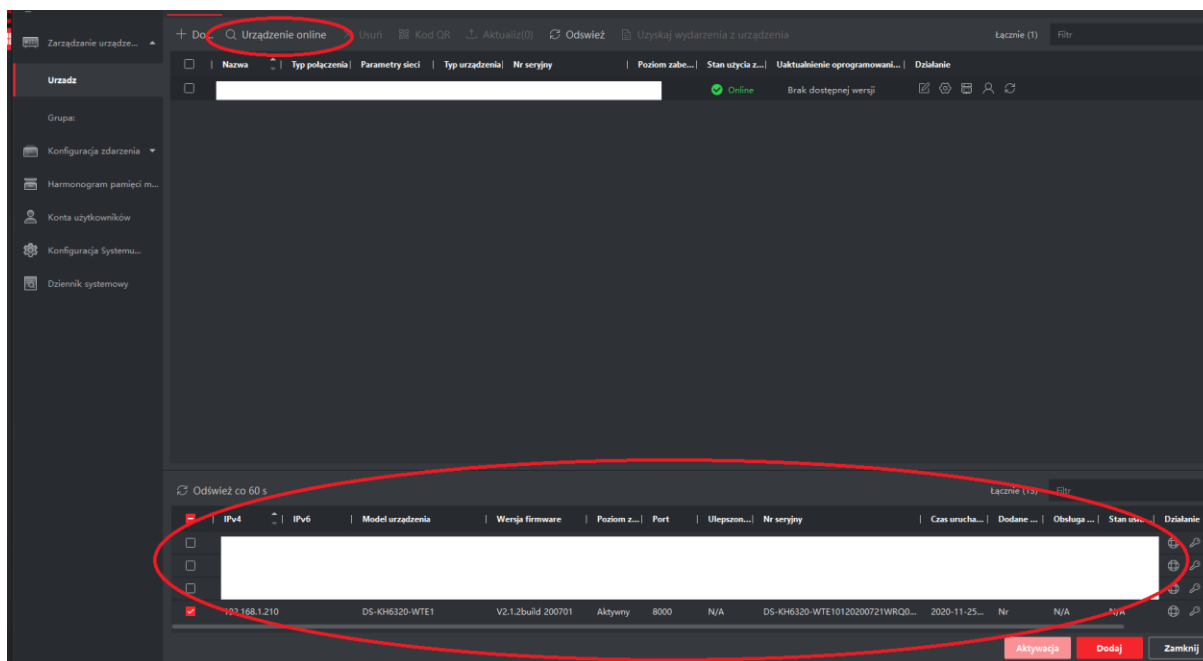 Do... Urządzenie online Usuń Kod QR Aktualiz(0) Odśwież Uzyskaj wydarzenia z urządzenia Łącznie (1) Filtr
Zarządzanie urządze...
Nazwa Typ połączenia Parametry sieci Typ urządzenia Nr seryjny Poziom zabe... Stan użycia z... Uaktualnienie oprogramowani... Działanie
Urzadz
Online Brak dostępnej wersji
Grupa:
Konfiguracja zdarzenia
Harmonogram pamięci m...
Konta użytkowników
Konfiguracja Systemu...
Dziennik systemowy
Odśwież co 60 s Łącznie (13) Filtr
IPv4 IPv6 Model urządzenia Wersja firmware Poziom z... Port Ulepszon... Nr seryjny Czas urucha... Dodane ... Obsługa ... Stan usłu... Działanie
192.168.1.210 DS-KH6320-WTE1 V2.1.2build 200701 Aktywny 8000 N/A DS-KH6320-WTE10120200721WRQ0... 2020-11-25... Nr N/A N/A
Aktywacja Dodaj Zamknij